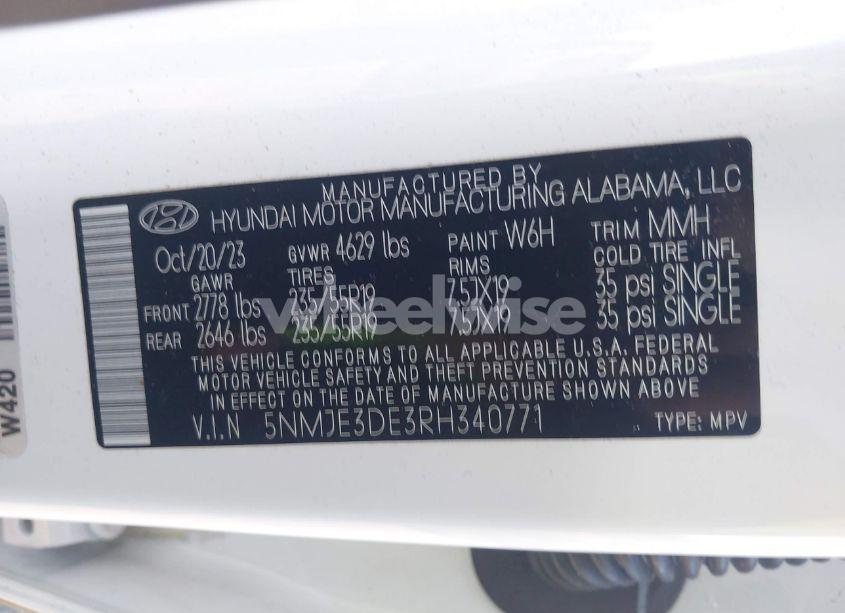 MANUFACTURED BY
HYUNDAI MOTOR MANUFACTURING ALABAMA, LLC
Oct/20/23 GVWR 4629 lbs PAINT W6H TRIM MMH
GAWR TIRES RIMS COLD TIRE INFL
FRONT 2778 lbs 235/55R19 7.5JX19 35 psi SINGLE
REAR 2646 lbs 235/55R19 7.5JX19 35 psi SINGLE
THIS VEHICLE CONFORMS TO ALL APPLICABLE U.S.A. FEDERAL
MOTOR VEHICLE SAFETY AND THEFT PREVENTION STANDARDS
IN EFFECT ON THE DATE OF MANUFACTURE SHOWN ABOVE
V.I.N 5NMJE3DE3RH340771 TYPE: MPV
W420
wheelwise